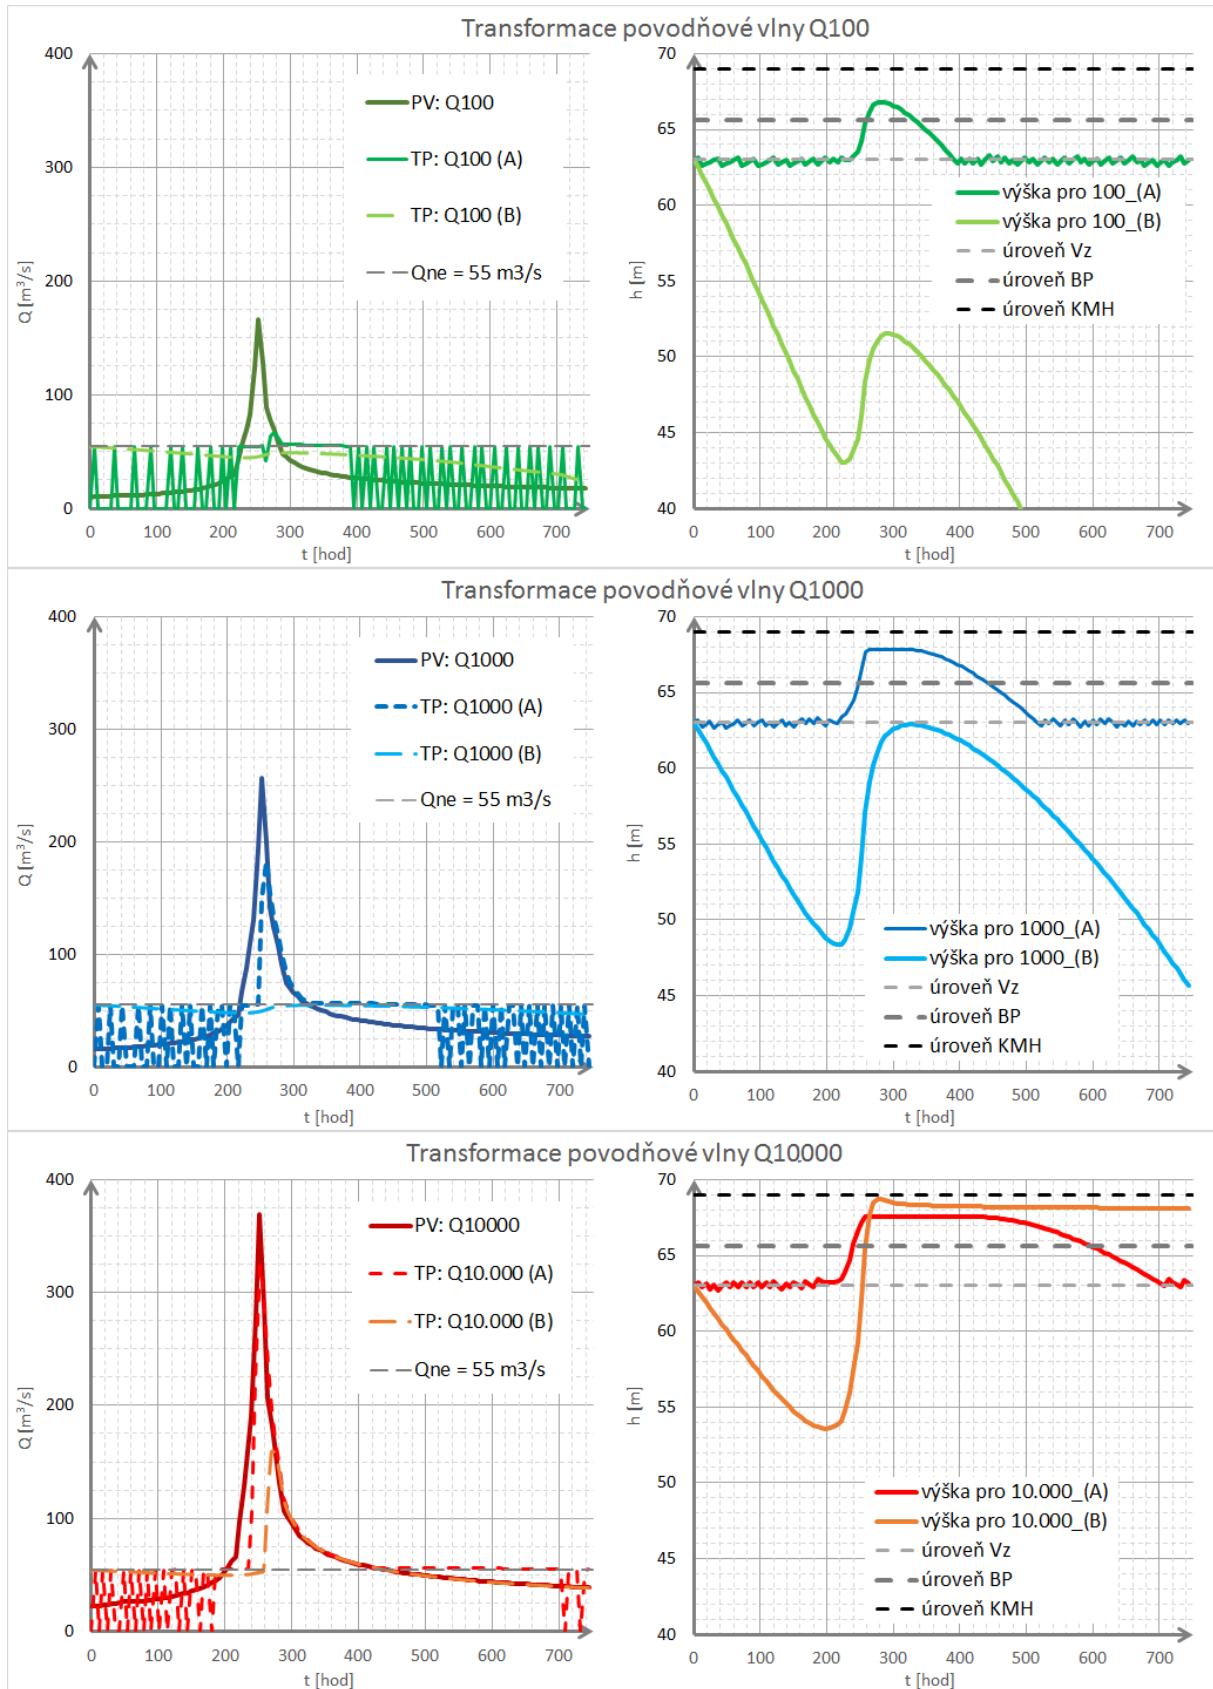 Transformace povodňové vlny Q100
400
300
200
100
0
Q [m³/s]
PV: Q100
TP: Q100 (A)
TP: Q100 (B)
Qne = 55 m3/s
0 100 200 300 400 500 600 700
t [hod]
70
65
60
55
50
45
40
h [m]
výška pro 100_(A)
výška pro 100_(B)
úroveň Vz
úroveň BP
úroveň KMH
0 100 200 300 400 500 600 700
t [hod]
Transformace povodňové vlny Q1000
400
300
200
100
0
Q [m³/s]
PV: Q1000
TP: Q1000 (A)
TP: Q1000 (B)
Qne = 55 m3/s
0 100 200 300 400 500 600 700
t [hod]
70
65
60
55
50
45
40
h [m]
výška pro 1000_(A)
výška pro 1000_(B)
úroveň Vz
úroveň BP
úroveň KMH
0 100 200 300 400 500 600 700
t [hod]
Transformace povodňové vlny Q10.000
400
300
200
100
0
Q [m³/s]
PV: Q10000
TP: Q10.000 (A)
TP: Q10.000 (B)
Qne = 55 m3/s
0 100 200 300 400 500 600 700
t [hod]
70
65
60
55
50
45
40
h [m]
výška pro 10.000_(A)
výška pro 10.000_(B)
úroveň Vz
úroveň BP
úroveň KMH
0 100 200 300 400 500 600 700
t [hod]